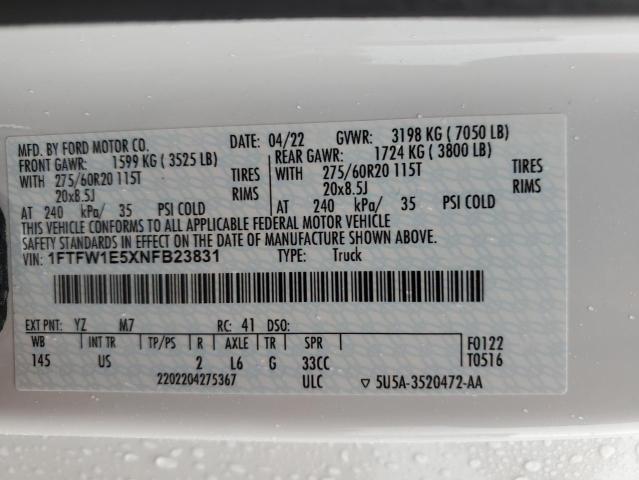 MFD. BY FORD MOTOR CO. DATE: 04/22 GVWR: 3198 KG ( 7050 LB)
FRONT GAWR: 1599 KG ( 3525 LB) REAR GAWR: 1724 KG ( 3800 LB)
WITH 275/60R20 115T TIRES WITH 275/60R20 115T TIRES
20x8.5J RIMS 20x8.5J RIMS
AT 240 kPa/ 35 PSI COLD AT 240 kPa/ 35 PSI COLD
THIS VEHICLE CONFORMS TO ALL APPLICABLE FEDERAL MOTOR VEHICLE
SAFETY STANDARDS IN EFFECT ON THE DATE OF MANUFACTURE SHOWN ABOVE.
VIN: 1FTFW1E5XNFB23831 TYPE: Truck
EXT PNT: YZ M7 RC: 41 DSO:
WB INT TR TP/PS R AXLE TR SPR F0122
145 US 2 L6 G 33CC T0516
2202204275367 ULC ▽ 5U5A-3520472-AA